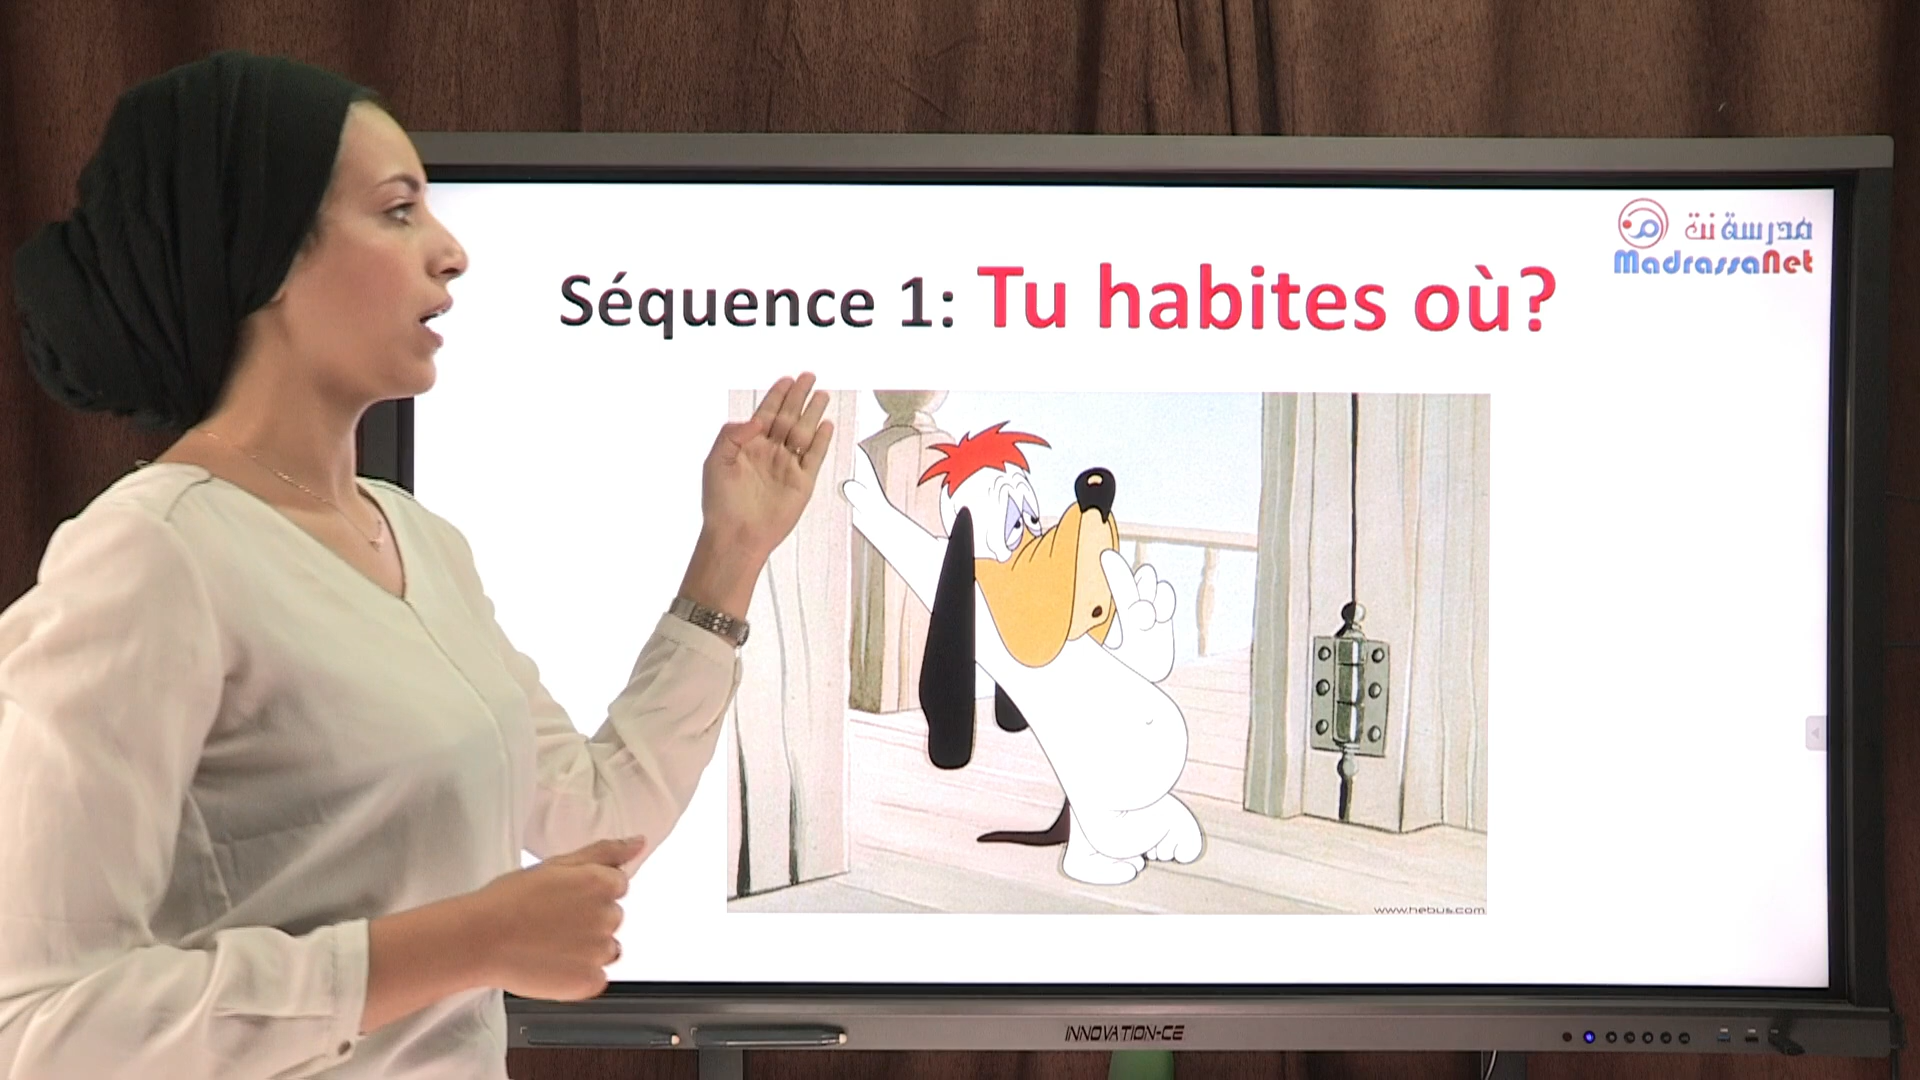 مدرسة نت
MadrassaNet
Séquence 1: Tu habites où?
www.hebus.com
INNOVATION-CE